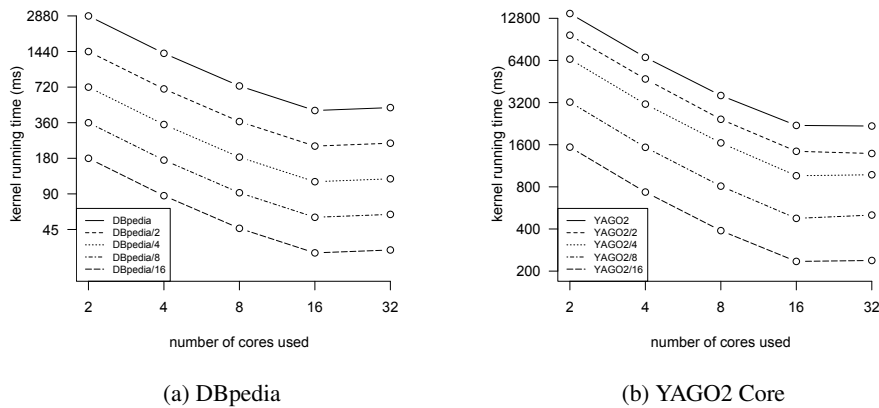 2880
1440
720
360
180
90
45
kernel running time (ms)
DBpedia
DBpedia/2
DBpedia/4
DBpedia/8
DBpedia/16
2 4 8 16 32
number of cores used
(a) DBpedia
12800
6400
3200
1600
800
400
200
kernel running time (ms)
YAGO2
YAGO2/2
YAGO2/4
YAGO2/8
YAGO2/16
2 4 8 16 32
number of cores used
(b) YAGO2 Core